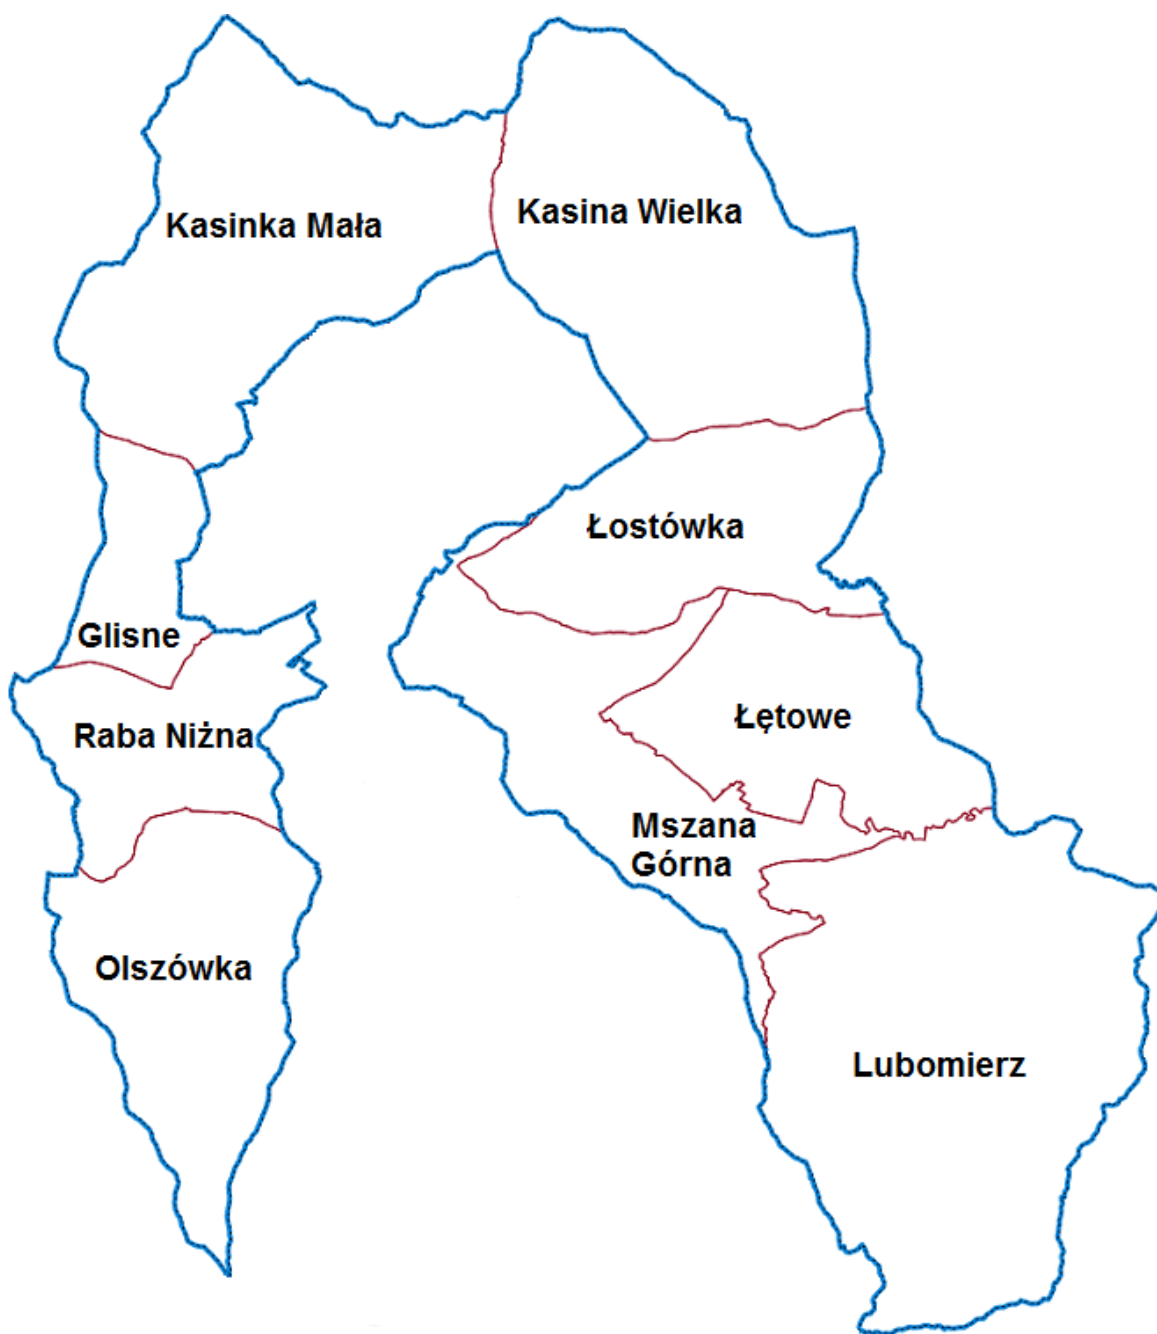 Kasinka Mała
Kasina Wielka
Łostówka
Glisne
Łętowe
Raba Niżna
Mszana
Górna
Olszówka
Lubomierz